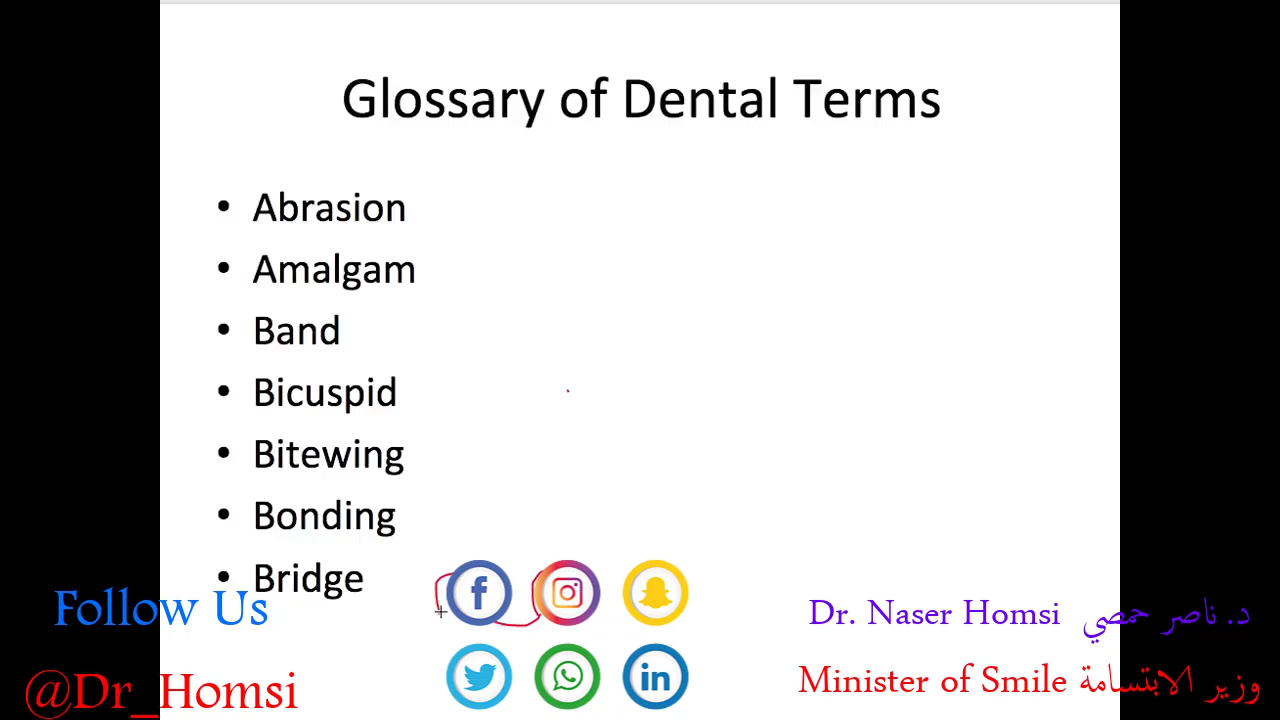 Glossary of Dental Terms
• Abrasion
• Amalgam
• Band
• Bicuspid
• Bitewing
• Bonding
• Bridge
Follow Us
Dr. Naser Homsi د. ناصر حمصي
@Dr_Homsi
Minister of Smile وزير الابتسامة